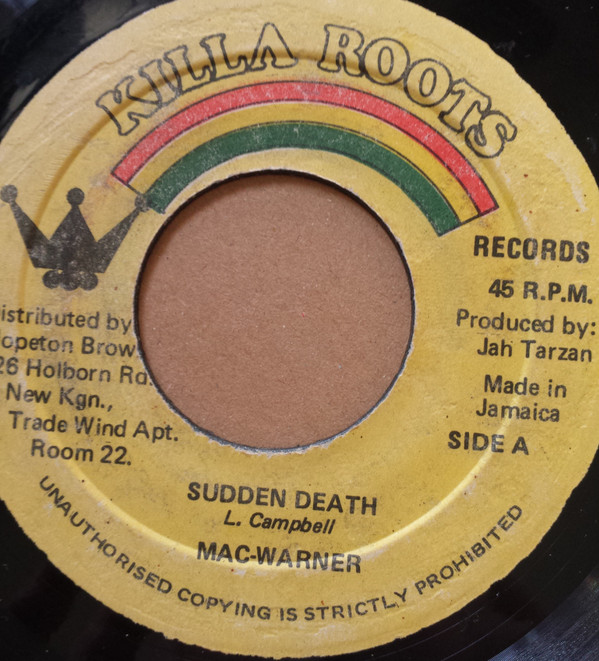 KILLA ROOTS
RECORDS
45 R.P.M.
Produced by:
Jah Tarzan
Made in
Jamaica
SIDE A
istributed by
opeton Brow
26 Holborn Rd.
New Kgn.,
Trade Wind Apt.
Room 22.
SUDDEN DEATH
L. Campbell
MAC-WARNER
UNAUTHORISED COPYING IS STRICTLY PROHIBITED